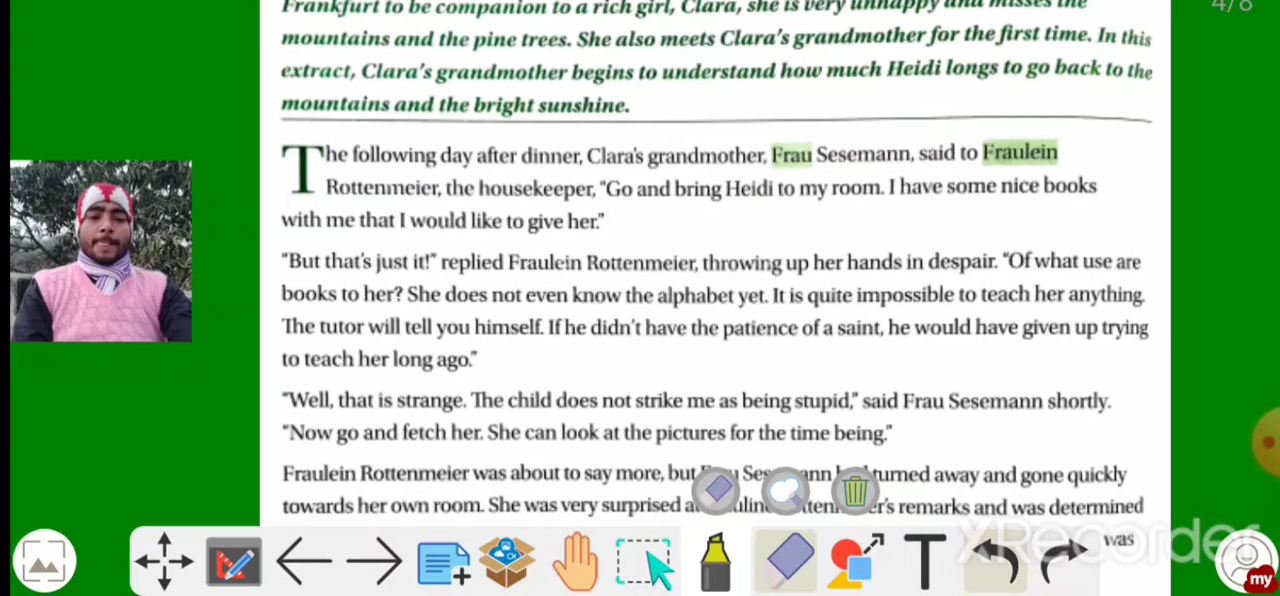 Frankfurt to be companion to a rich girl, Clara, she is very unhappy and misses the
4/8
mountains and the pine trees. She also meets Clara's grandmother for the first time. In this
extract, Clara's grandmother begins to understand how much Heidi longs to go back to the
mountains and the bright sunshine.
The following day after dinner, Clara's grandmother, Frau Sesemann, said to Fraulein
Rottenmeier, the housekeeper, "Go and bring Heidi to my room. I have some nice books
with me that I would like to give her."
"But that's just it!" replied Fraulein Rottenmeier, throwing up her hands in despair. "Of what use are
books to her? She does not even know the alphabet yet. It is quite impossible to teach her anything.
The tutor will tell you himself. If he didn't have the patience of a saint, he would have given up trying
to teach her long ago."
"Well, that is strange. The child does not strike me as being stupid," said Frau Sesemann shortly.
"Now go and fetch her. She can look at the pictures for the time being."
Fraulein Rottenmeier was about to say more, but turned away and gone quickly
towards her own room. She was very surprised remarks and was determined
was
XRecorder
T
my